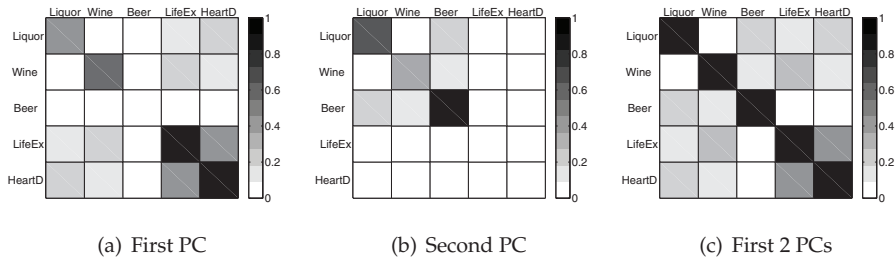 Liquor Wine Beer LifeEx HeartD
Liquor
Wine
Beer
LifeEx
HeartD
1
0.8
0.6
0.4
0.2
0
(a) First PC
Liquor Wine Beer LifeEx HeartD
Liquor
Wine
Beer
LifeEx
HeartD
1
0.8
0.6
0.4
0.2
0
(b) Second PC
Liquor Wine Beer LifeEx HeartD
Liquor
Wine
Beer
LifeEx
HeartD
1
0.8
0.6
0.4
0.2
0
(c) First 2 PCs